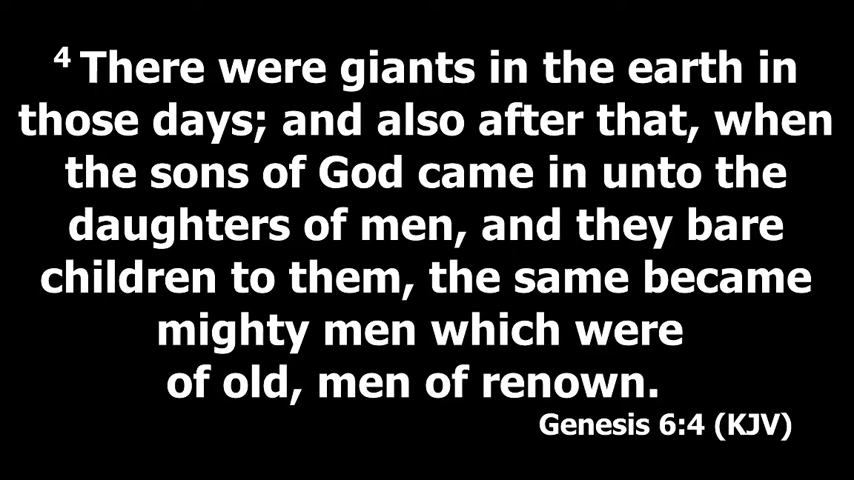 4 There were giants in the earth in
those days; and also after that, when
the sons of God came in unto the
daughters of men, and they bare
children to them, the same became
mighty men which were
of old, men of renown.
Genesis 6:4 (KJV)